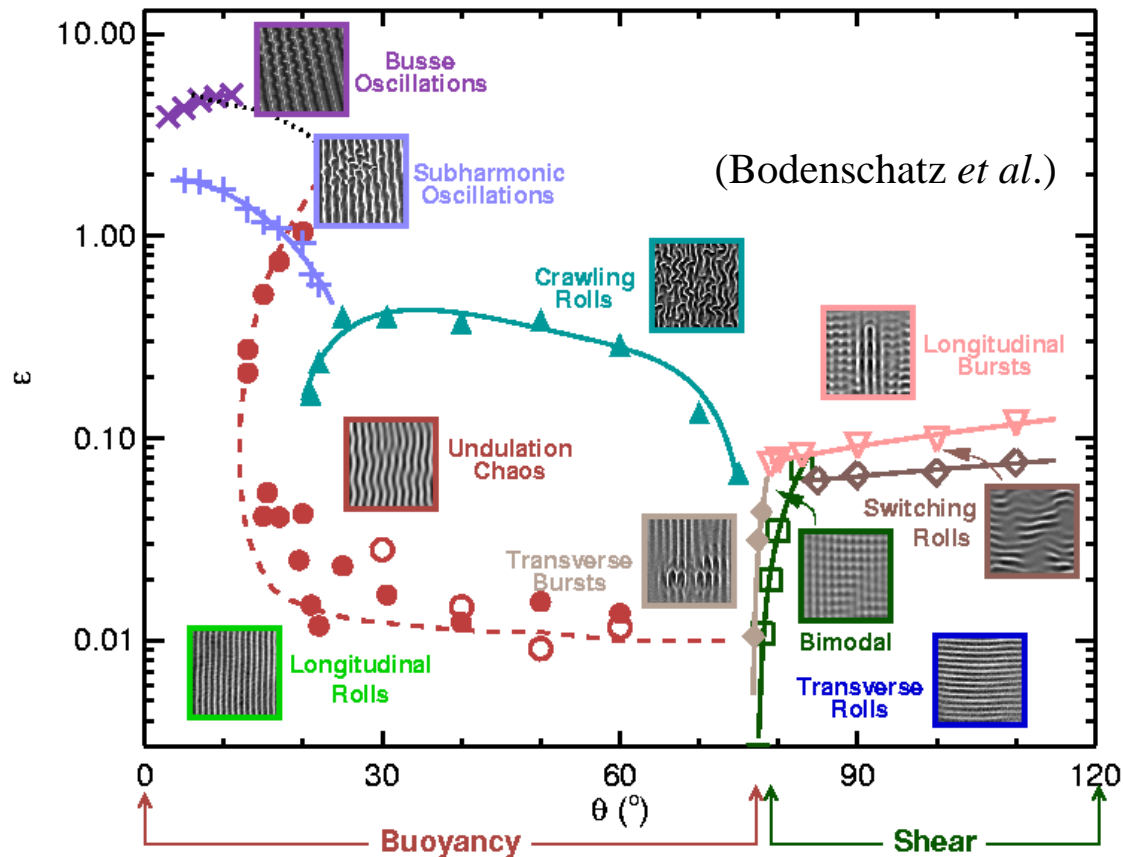 10.00
Busse
Oscillations
Subharmonic
Oscillations
(Bodenschatz et al.)
1.00
Crawling
Rolls
Longitudinal
Bursts
ε
0.10
Undulation
Chaos
Switching
Rolls
Transverse
Bursts
0.01
Bimodal
Longitudinal
Rolls
Transverse
Rolls
0
30
60
90
120
θ (°)
Buoyancy
Shear